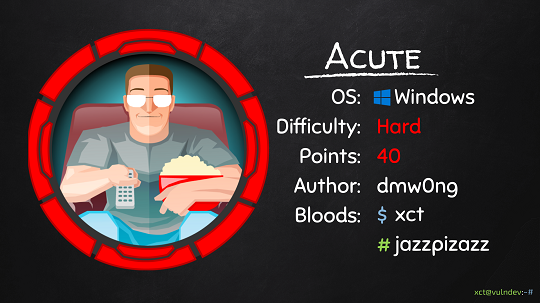 Acute
OS: Windows
Difficulty: Hard
Points: 40
Author: dmw0ng
Bloods: $ xct
# jazzpizazz
xct@vulndev:~#